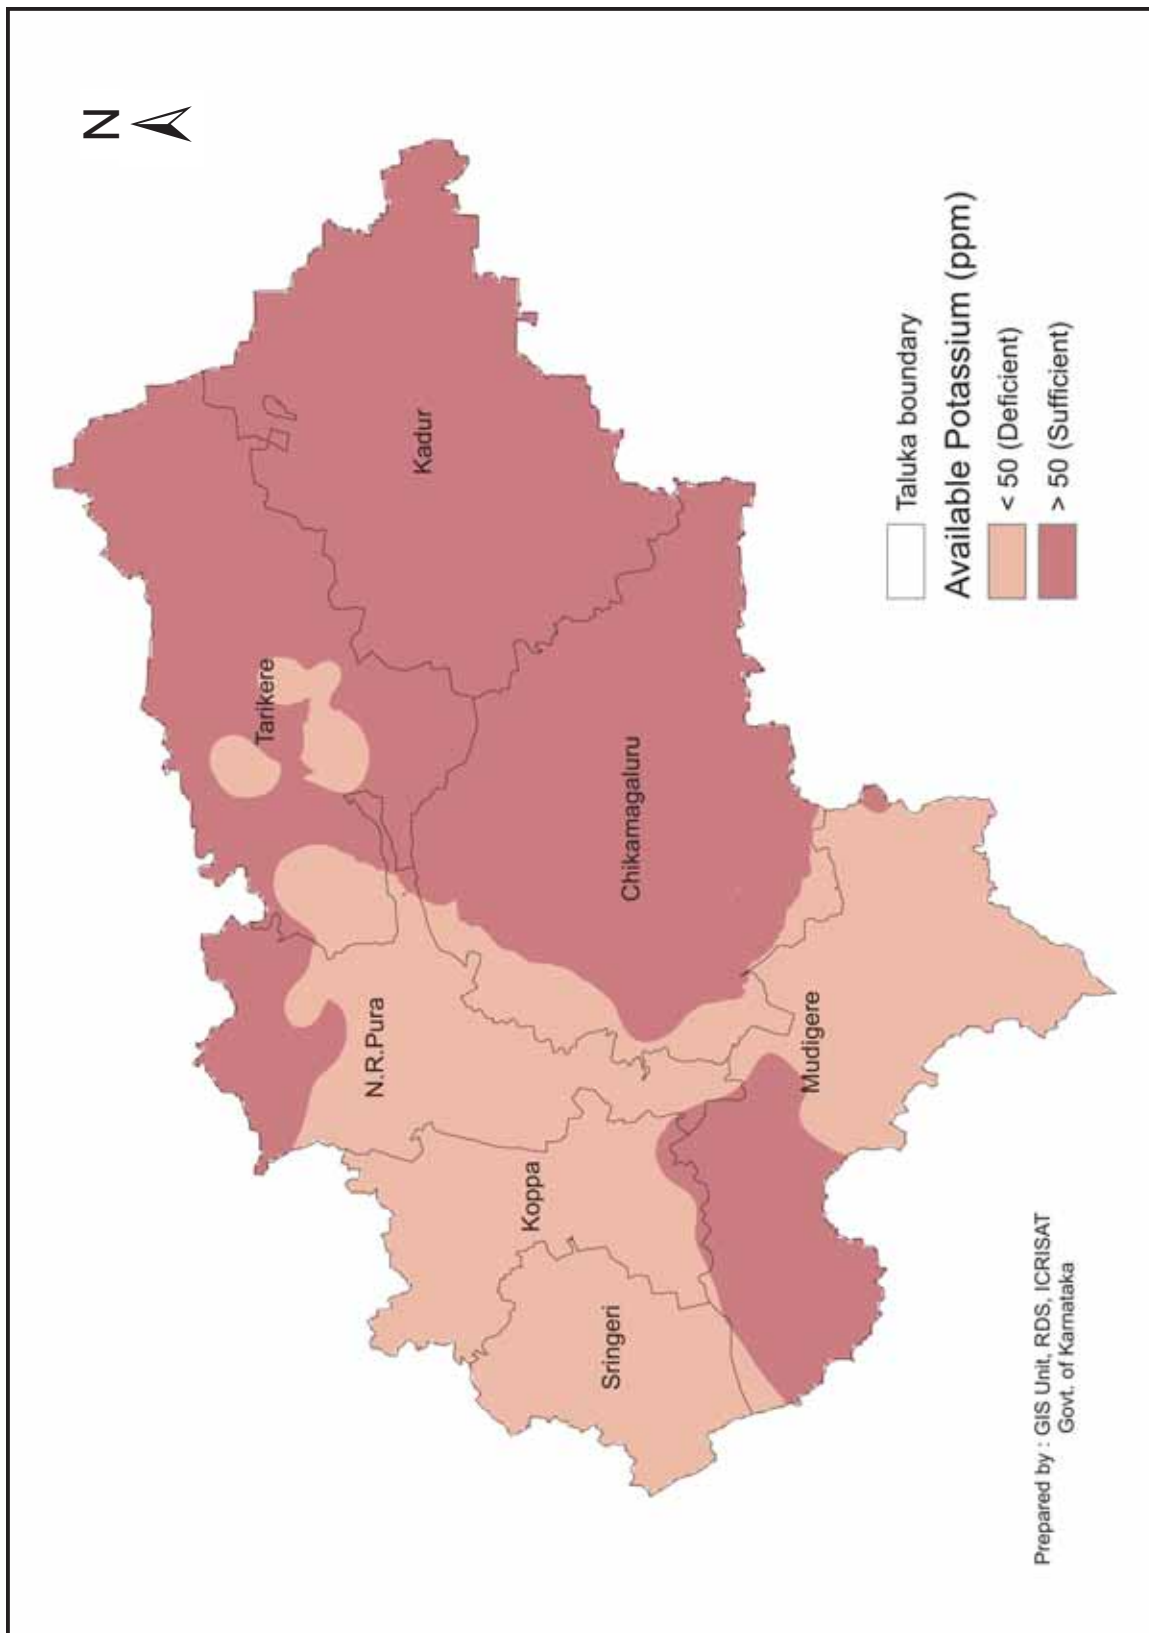 N
Tarikere
Kadur
N.R.Pura
Chikamagaluru
Koppa
Sringeri
Mudigere
Taluka boundary
Available Potassium (ppm)
< 50 (Deficient)
> 50 (Sufficient)
Prepared by : GIS Unit, RDS, ICRISAT
Govt. of Karnataka